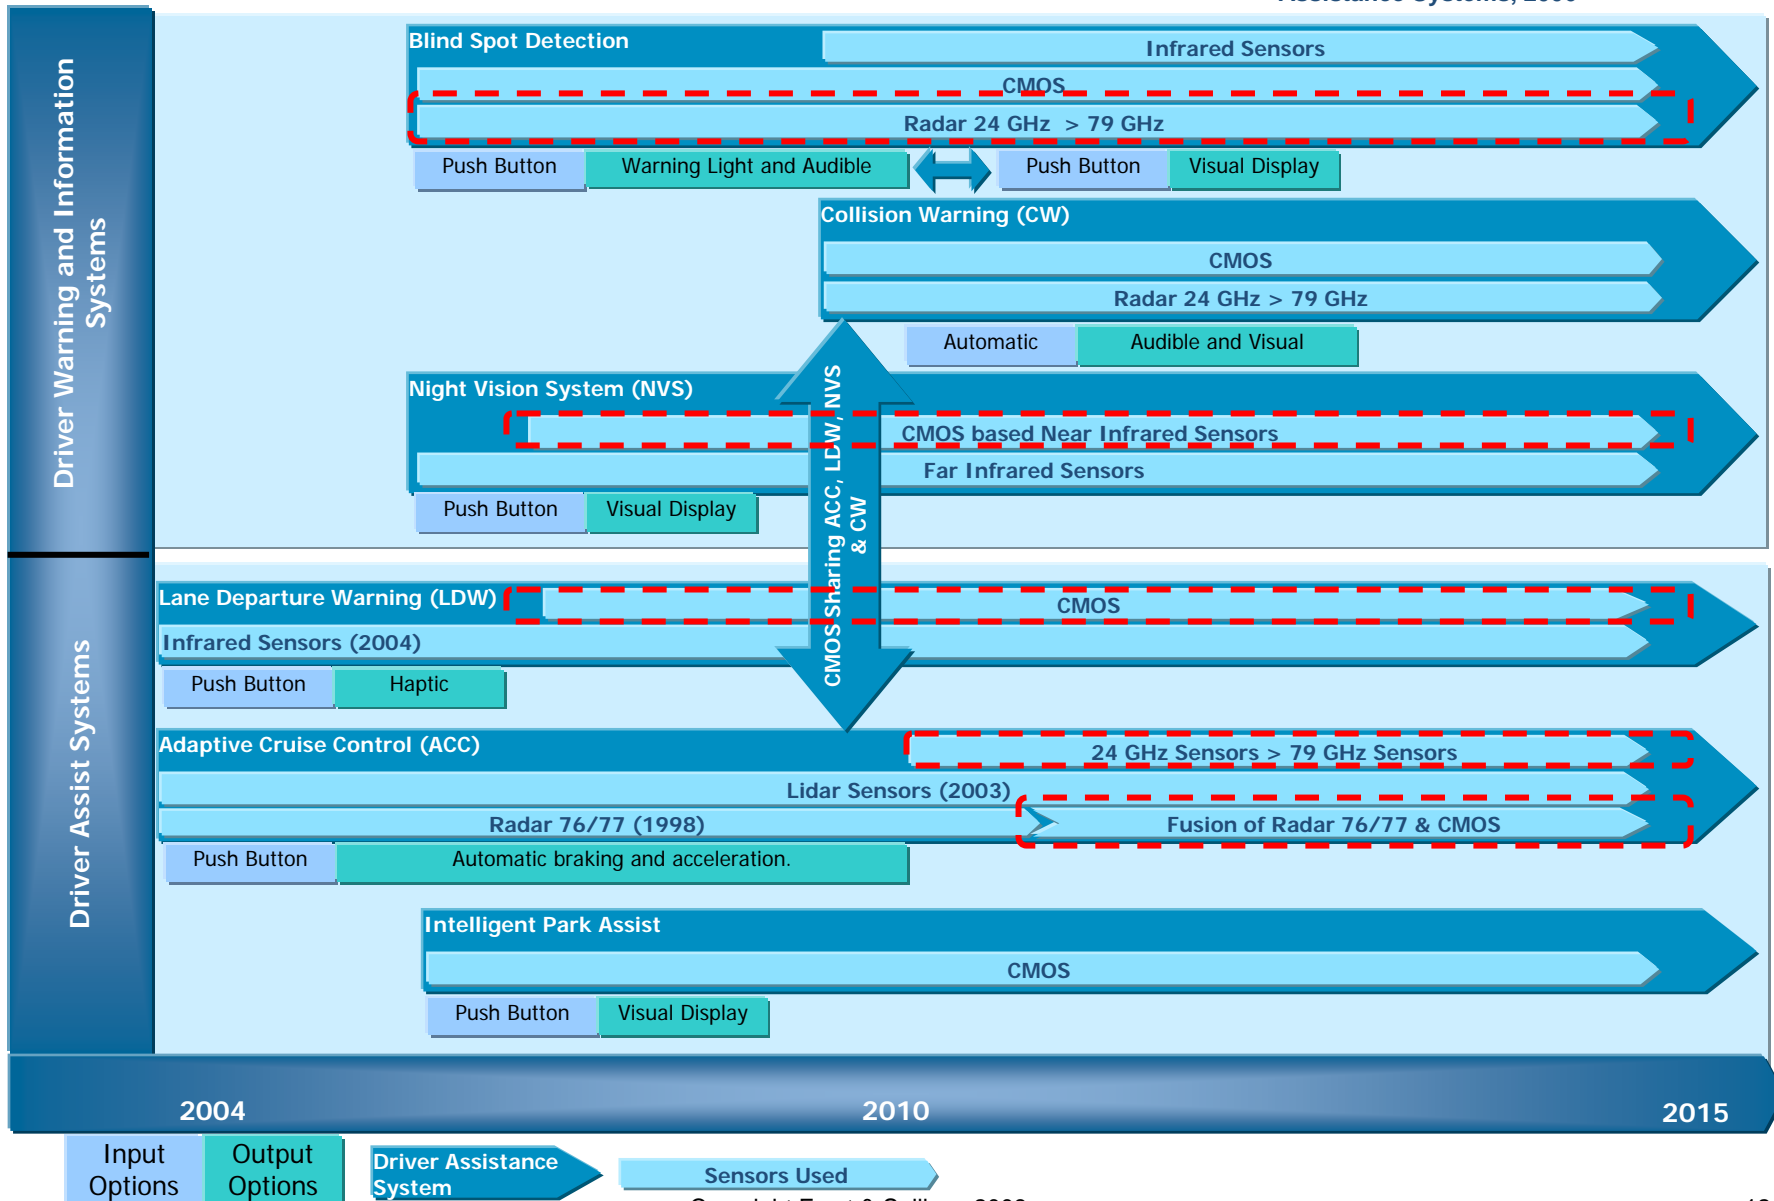 Blind Spot Detection
Infrared Sensors
CMOS
Radar 24 GHz > 79 GHz
Push Button
Warning Light and Audible
Push Button
Visual Display
Collision Warning (CW)
CMOS
Radar 24 GHz > 79 GHz
Automatic
Audible and Visual
Night Vision System (NVS)
CMOS based Near Infrared Sensors
Far Infrared Sensors
Push Button
Visual Display
Driver Warning and Information
Systems
CMOS Sharing ACC, LDW, NVS
& CW
Lane Departure Warning (LDW)
CMOS
Infrared Sensors (2004)
Push Button
Haptic
Adaptive Cruise Control (ACC)
24 GHz Sensors > 79 GHz Sensors
Lidar Sensors (2003)
Radar 76/77 (1998)
Fusion of Radar 76/77 & CMOS
Push Button
Automatic braking and acceleration.
Intelligent Park Assist
CMOS
Push Button
Visual Display
Driver Assist Systems
2004
2010
2015
Input
Options
Output
Options
Driver Assistance
System
Sensors Used